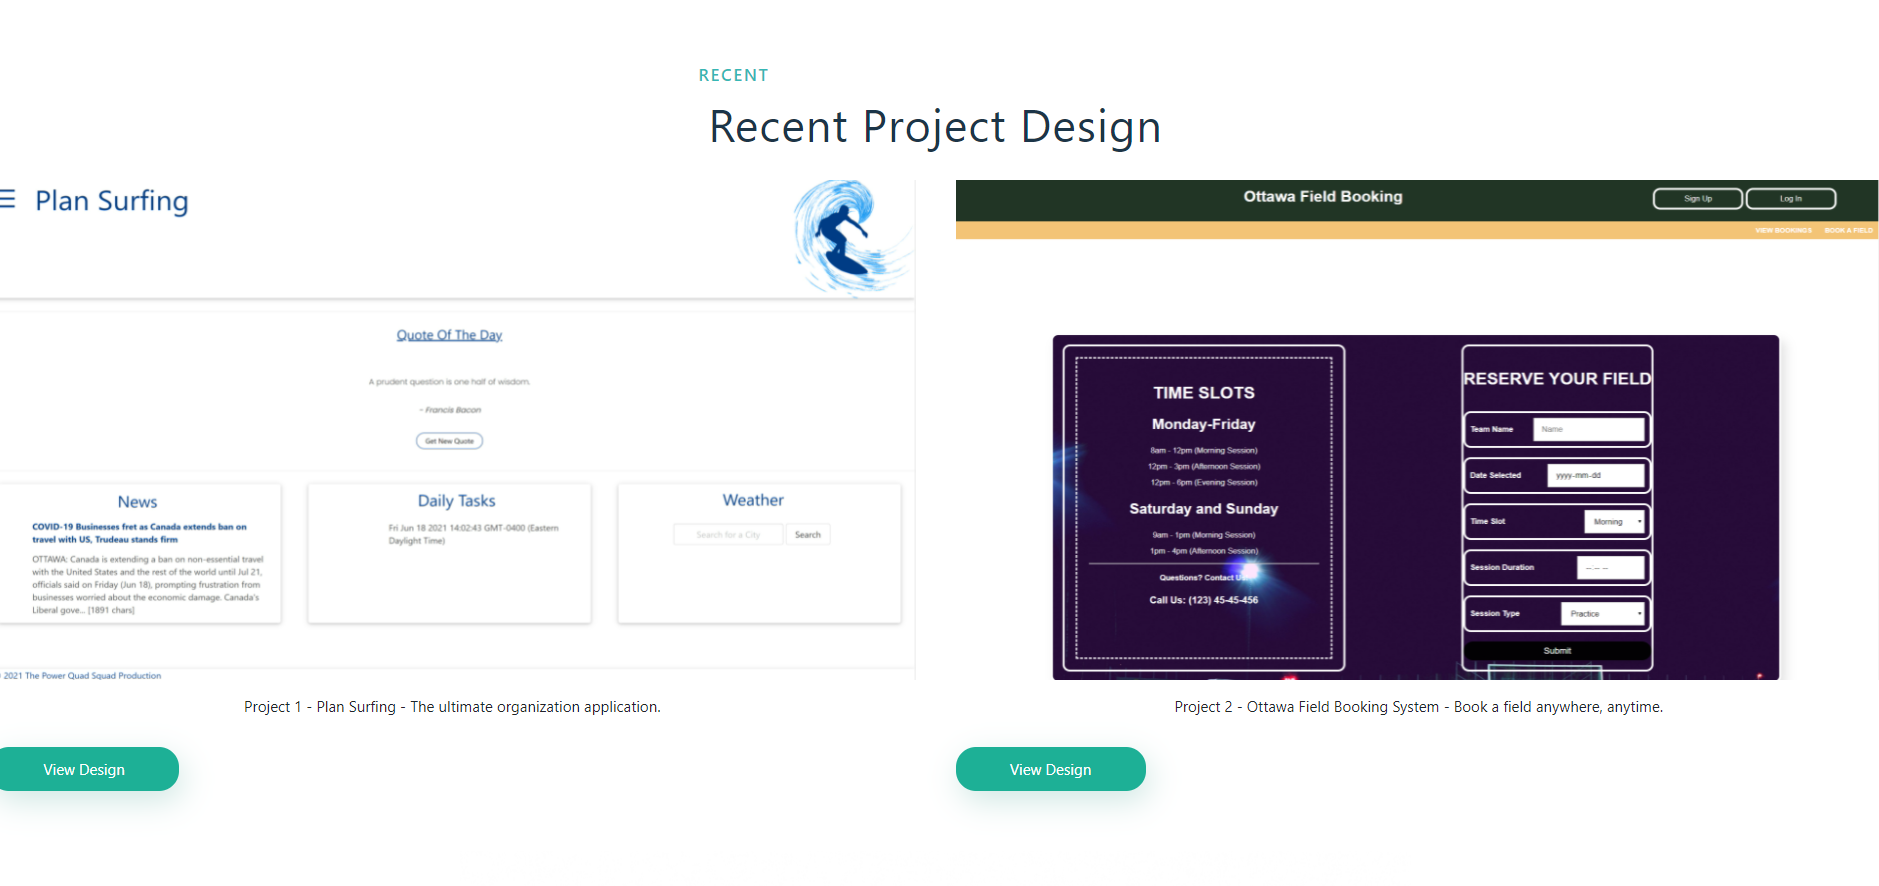 RECENT
Recent Project Design
Plan Surfing
Quote Of The Day
A prudent question is one half of wisdom.
~ Francis Bacon
Get New Quote
News
COVID-19 Businesses fret as Canada extends ban on
travel with US, Trudeau stands firm
OTTAWA: Canada is extending a ban on non-essential travel
with the United States and the rest of the world until Jul 21,
officials said on Friday (Jun 18), prompting frustration from
businesses worried about the economic damage. Canada's
Liberal gove... [1891 chars]
Daily Tasks
Fri Jun 18 2021 14:02:43 GMT-0400 (Eastern
Daylight Time)
Weather
Search for a City
Search
2021 The Power Quad Squad Production
Project 1 - Plan Surfing - The ultimate organization application.
View Design
Ottawa Field Booking
Sign Up
Log In
VIEW BOOKINGS BOOK A FIELD
TIME SLOTS
Monday-Friday
8am - 12pm (Morning Session)
12pm - 3pm (Afternoon Session)
12pm - 6pm (Evening Session)
Saturday and Sunday
9am - 1pm (Morning Session)
1pm - 4pm (Afternoon Session)
Questions? Contact Us
Call Us: (123) 45-45-456
RESERVE YOUR FIELD
Team Name Name
Date Selected yyyy-mm-dd
Time Slot Morning
Session Duration --:-- --
Session Type Practice
Submit
Project 2 - Ottawa Field Booking System - Book a field anywhere, anytime.
View Design